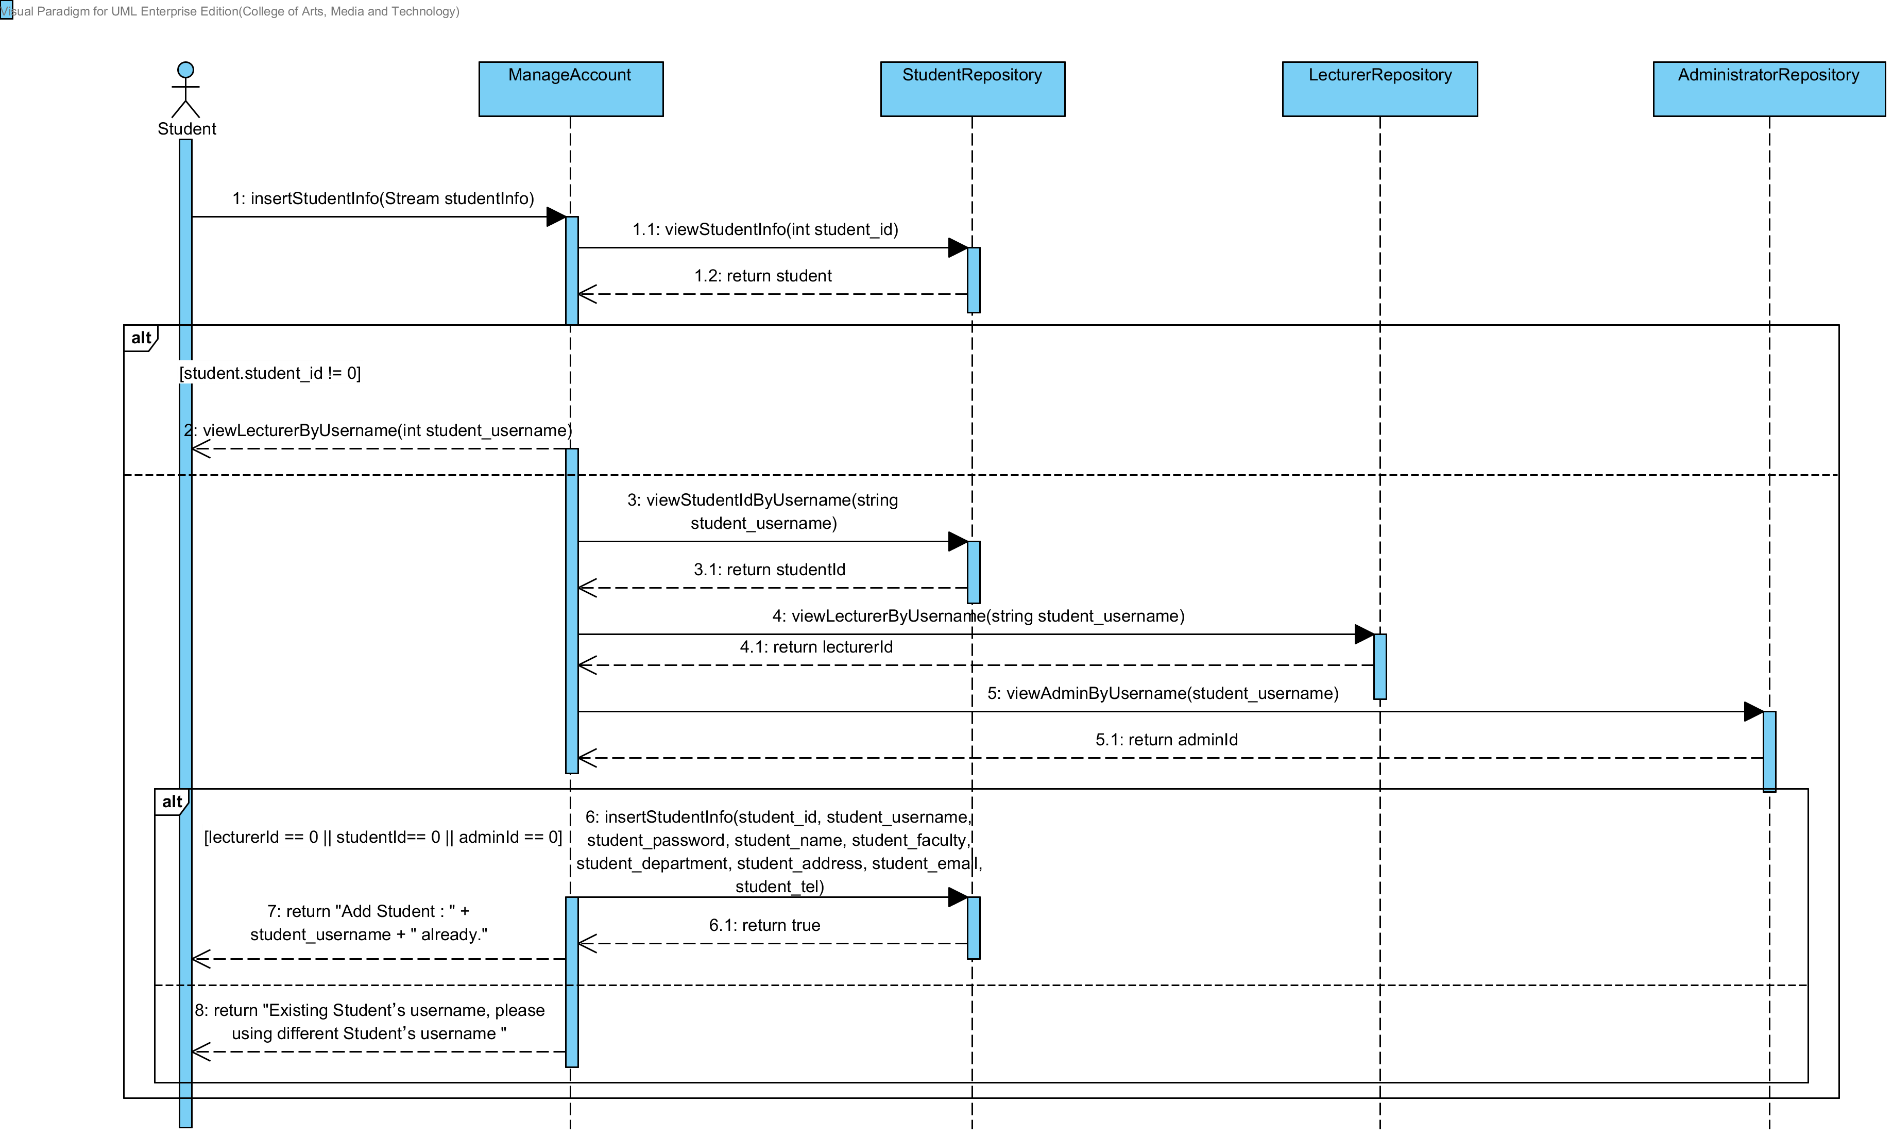 Visual Paradigm for UML Enterprise Edition(College of Arts, Media and Technology)
ManageAccount
StudentRepository
LecturerRepository
AdministratorRepository
Student
1: insertStudentInfo(Stream studentInfo)
1.1: viewStudentInfo(int student_id)
1.2: return student
alt
[student.student_id != 0]
2: viewLecturerByUsername(int student_username)
3: viewStudentIdByUsername(string
student_username)
3.1: return studentId
4: viewLecturerByUsername(string student_username)
4.1: return lecturerId
5: viewAdminByUsername(student_username)
5.1: return adminId
alt
[lecturerId == 0 || studentId== 0 || adminId == 0]
6: insertStudentInfo(student_id, student_username,
student_password, student_name, student_faculty,
student_department, student_address, student_email,
student_tel)
7: return "Add Student : " +
student_username + " already."
6.1: return true
8: return "Existing Student’s username, please
using different Student’s username "